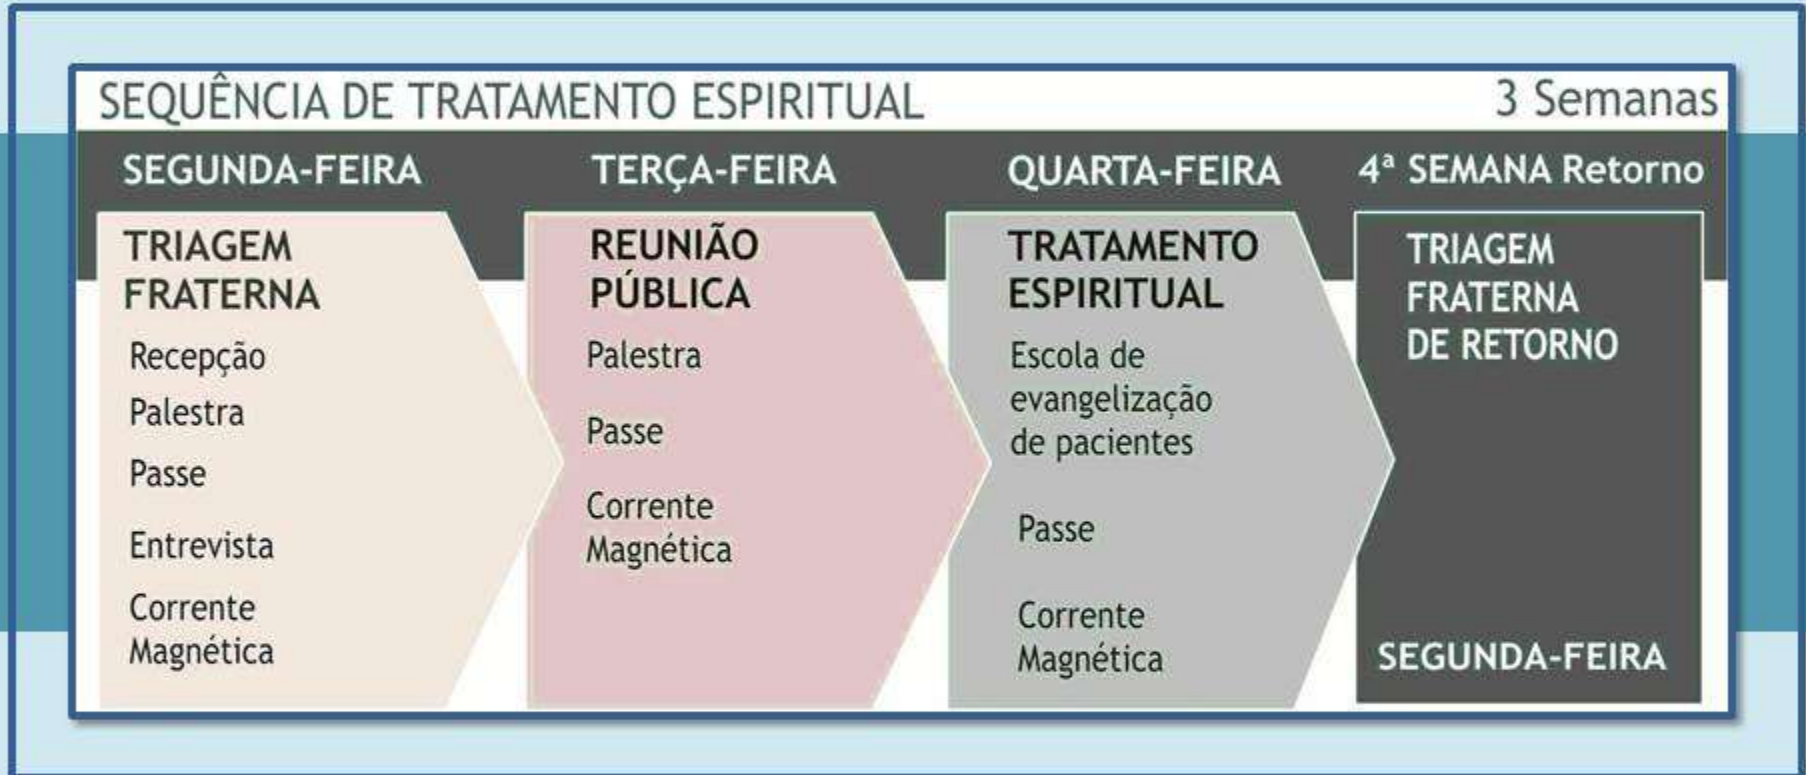 SEQUÊNCIA DE TRATAMENTO ESPIRITUAL
3 Semanas
SEGUNDA-FEIRA
TRIAGEM
FRATERNA
Recepção
Palestra
Passe
Entrevista
Corrente
Magnética
TERÇA-FEIRA
REUNIÃO
PÚBLICA
Palestra
Passe
Corrente
Magnética
QUARTA-FEIRA
TRATAMENTO
ESPIRITUAL
Escola de
evangelização
de pacientes
Passe
Corrente
Magnética
4ª SEMANA Retorno
TRIAGEM
FRATERNA
DE RETORNO
SEGUNDA-FEIRA